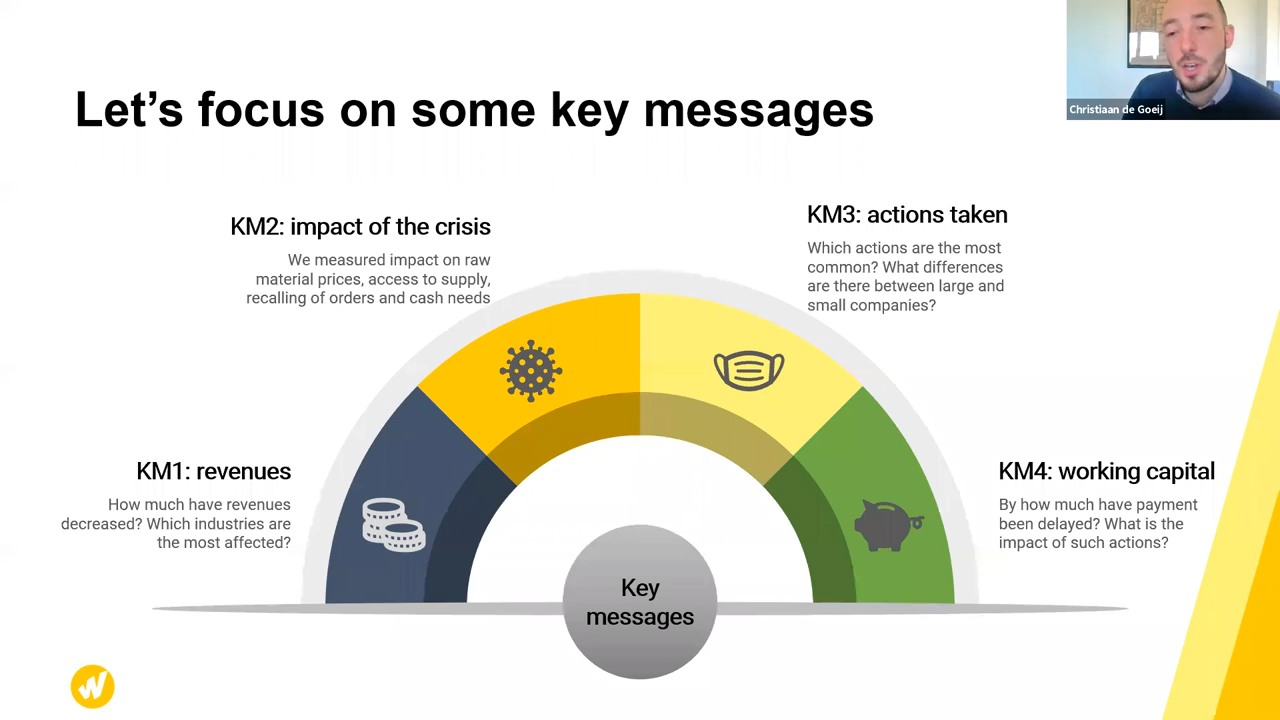 Let's focus on some key messages
Christiaan de Goeij
KM2: impact of the crisis
We measured impact on raw
material prices, access to supply,
recalling of orders and cash needs
KM3: actions taken
Which actions are the most
common? What differences
are there between large and
small companies?
KM1: revenues
How much have revenues
decreased? Which industries are
the most affected?
KM4: working capital
By how much have payment
been delayed? What is the
impact of such actions?
Key
messages